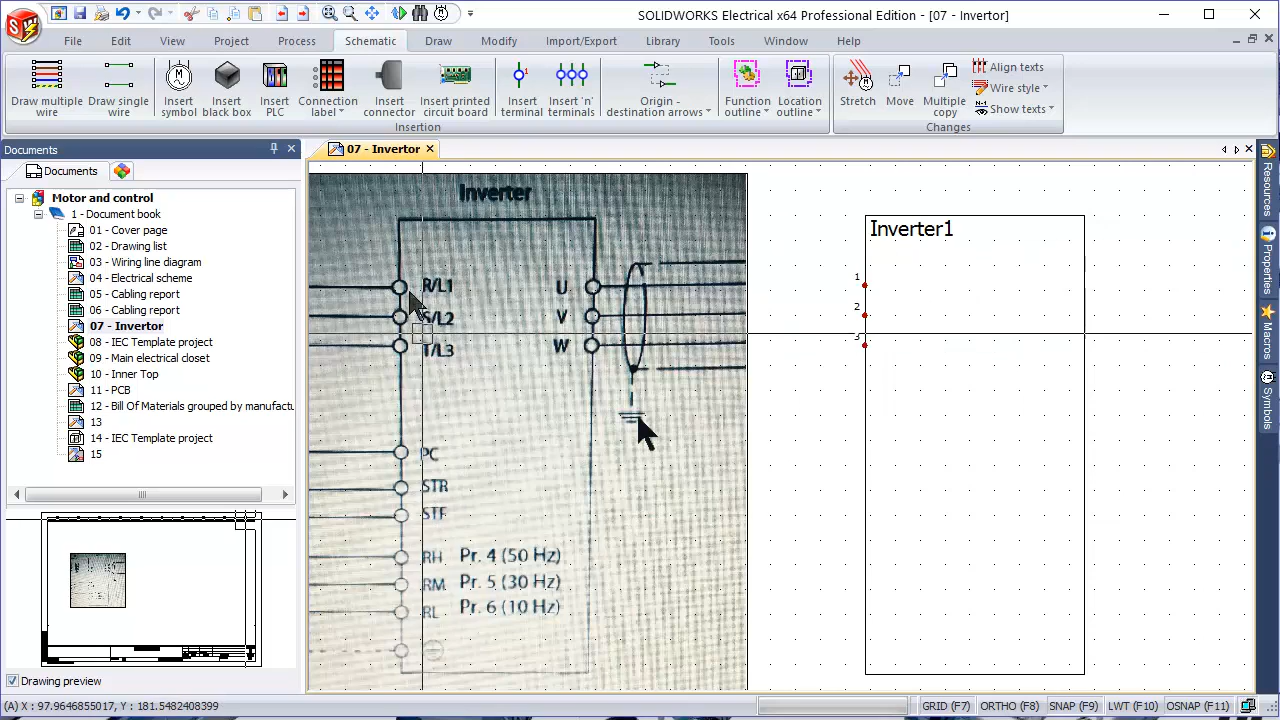 SOLIDWORKS Electrical x64 Professional Edition - [07 - Invertor]
File Edit View Project Process Schematic Draw Modify Import/Export Library Tools Window Help
Draw multiple wire
Draw single wire
Insert symbol
Insert black box
Insert PLC
Connection label
Insert connector
Insert printed circuit board
Insert terminal
Insert 'n' terminals
Origin - destination arrows
Function outline
Location outline
Stretch
Move
Multiple copy
Align texts
Wire style
Show texts
Insertion
Changes
Documents
07 - Invertor
Documents
Motor and control
1 - Document book
01 - Cover page
02 - Drawing list
03 - Wiring line diagram
04 - Electrical scheme
05 - Cabling report
06 - Cabling report
07 - Invertor
08 - IEC Template project
09 - Main electrical closet
10 - Inner Top
11 - PCB
12 - Bill Of Materials grouped by manufact
13
14 - IEC Template project
15
Drawing preview
Inverter
R/L1 U
S/L2 V
T/L3 W
PC
STR
STF
RH Pr. 4 (50 Hz)
RM Pr. 5 (30 Hz)
RL Pr. 6 (10 Hz)
Inverter1
1
2
3
Resources
Properties
Macros
Symbols
GRID (F7) ORTHO (F8) SNAP (F9) LWT (F10) OSNAP (F11)